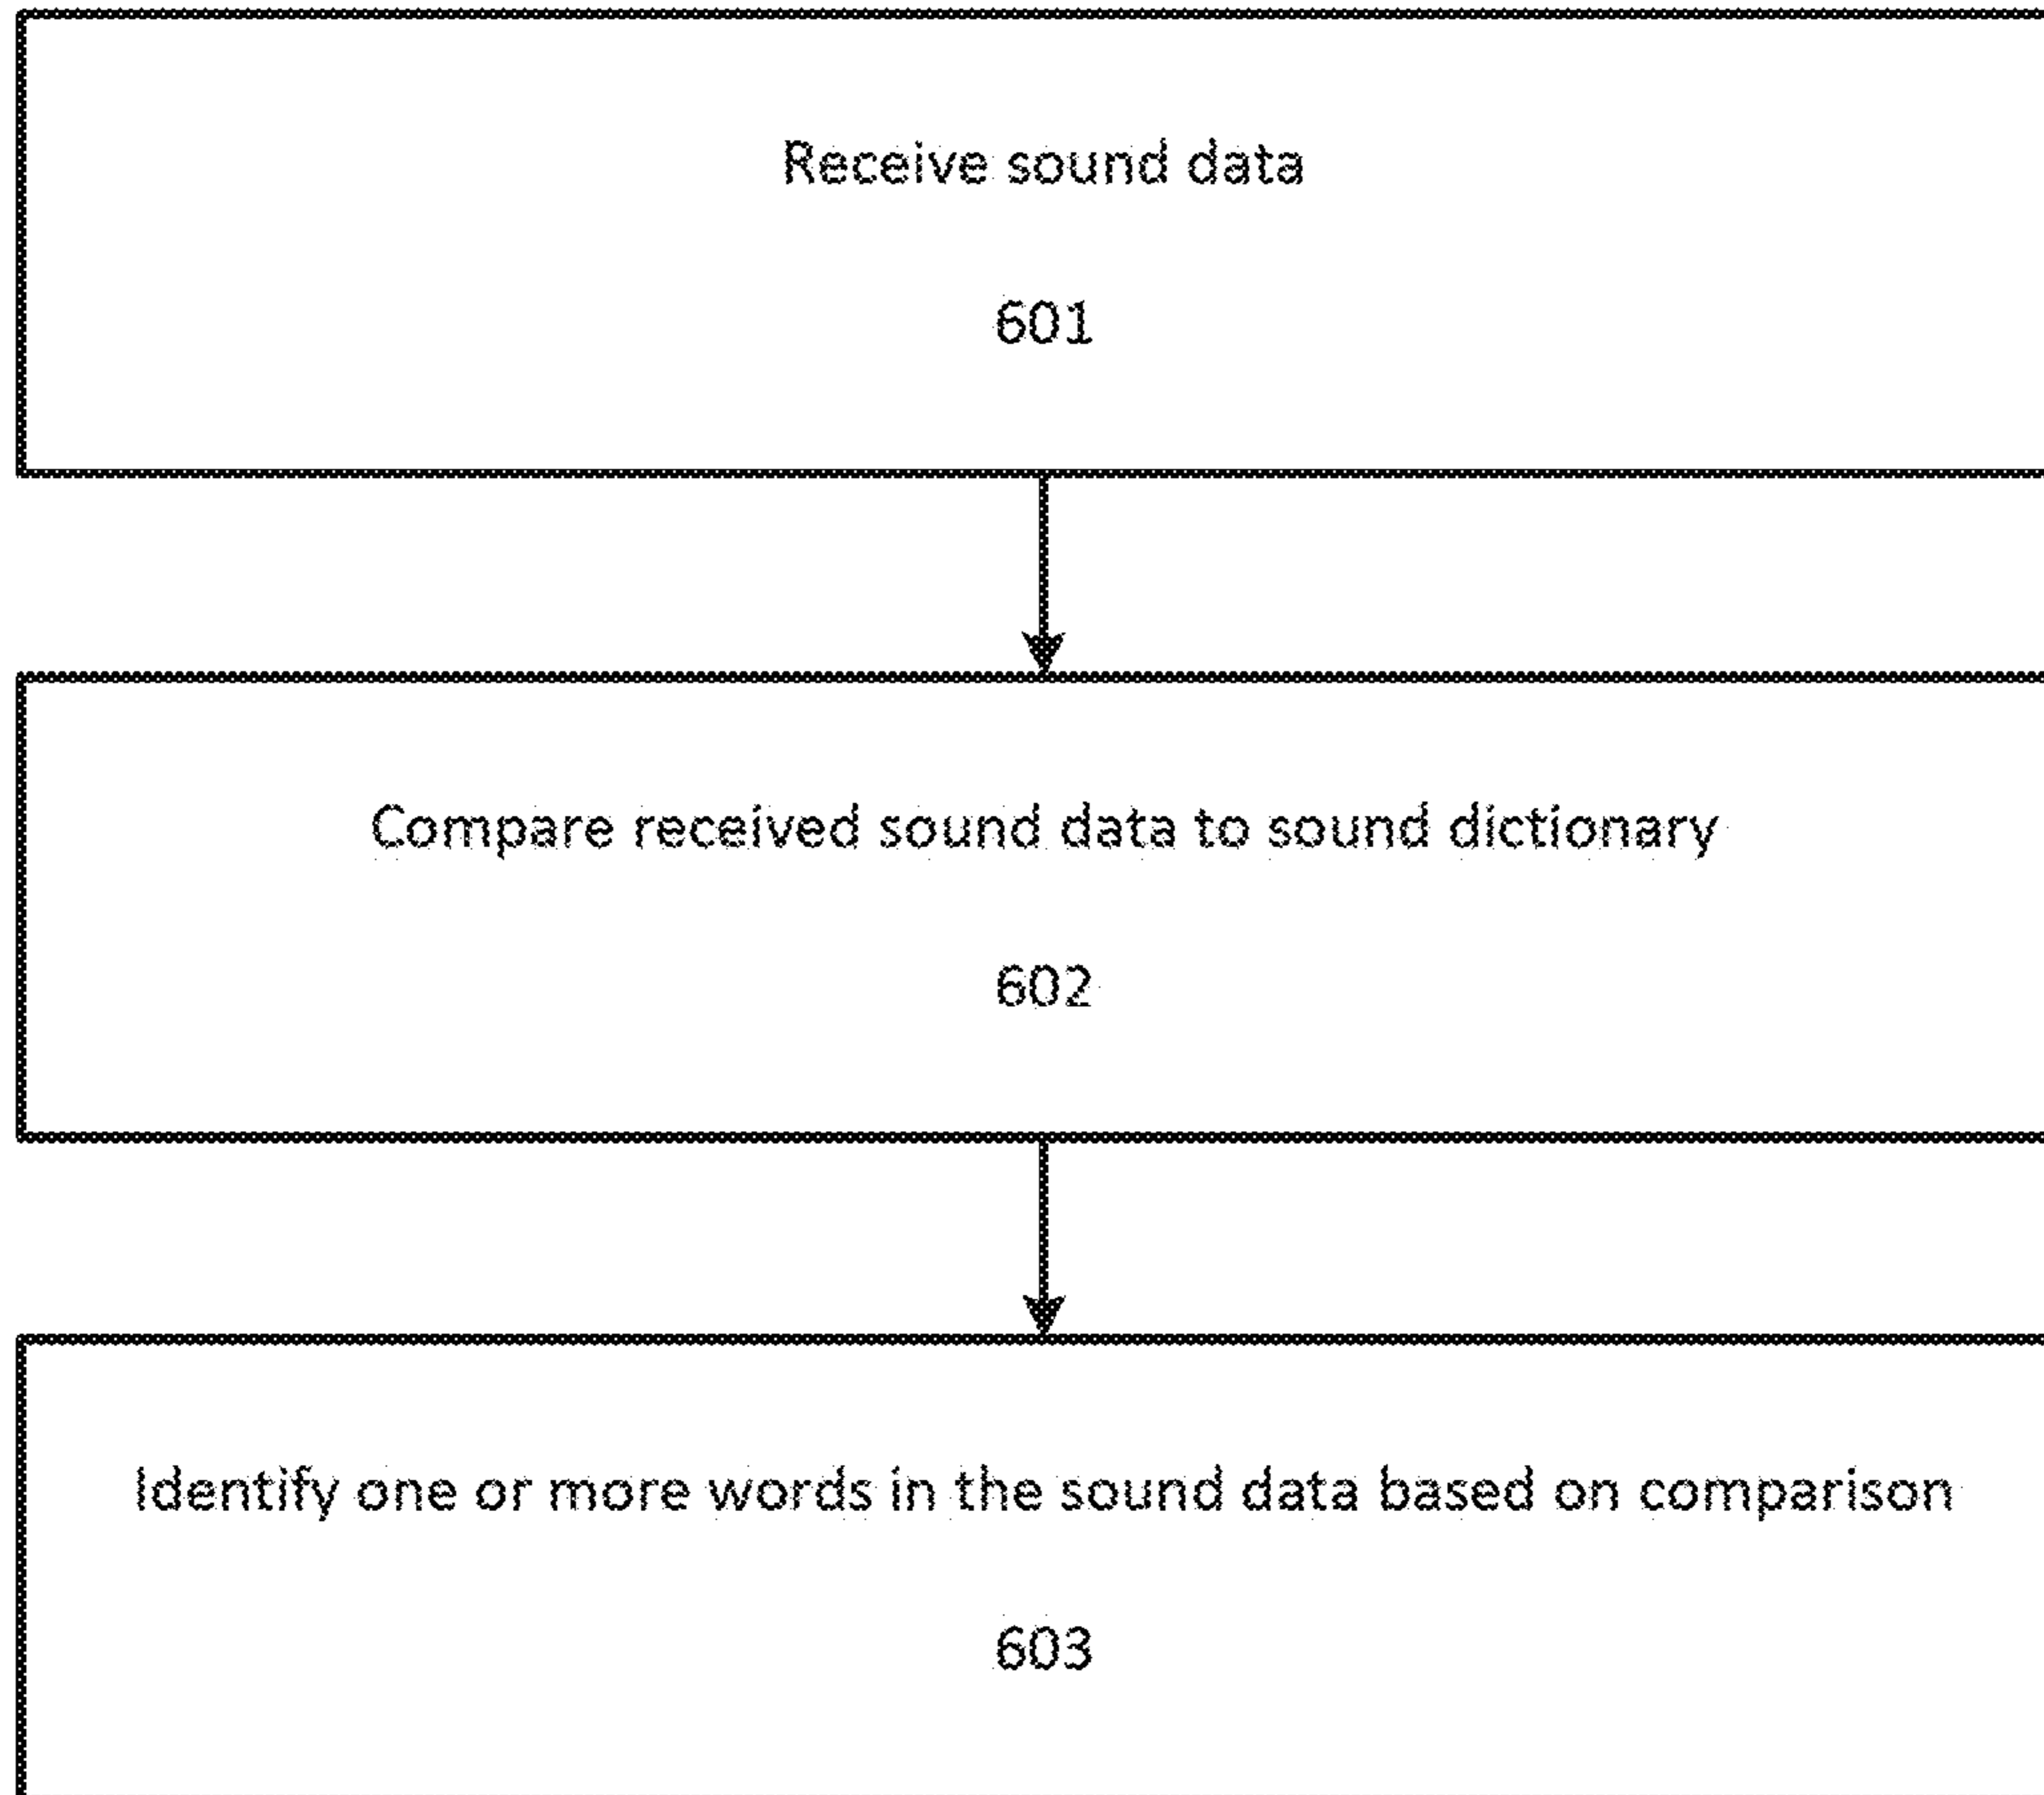 Receive sound data
601
Compare received sound data to sound dictionary
602
Identify one or more words in the sound data based on comparison
603